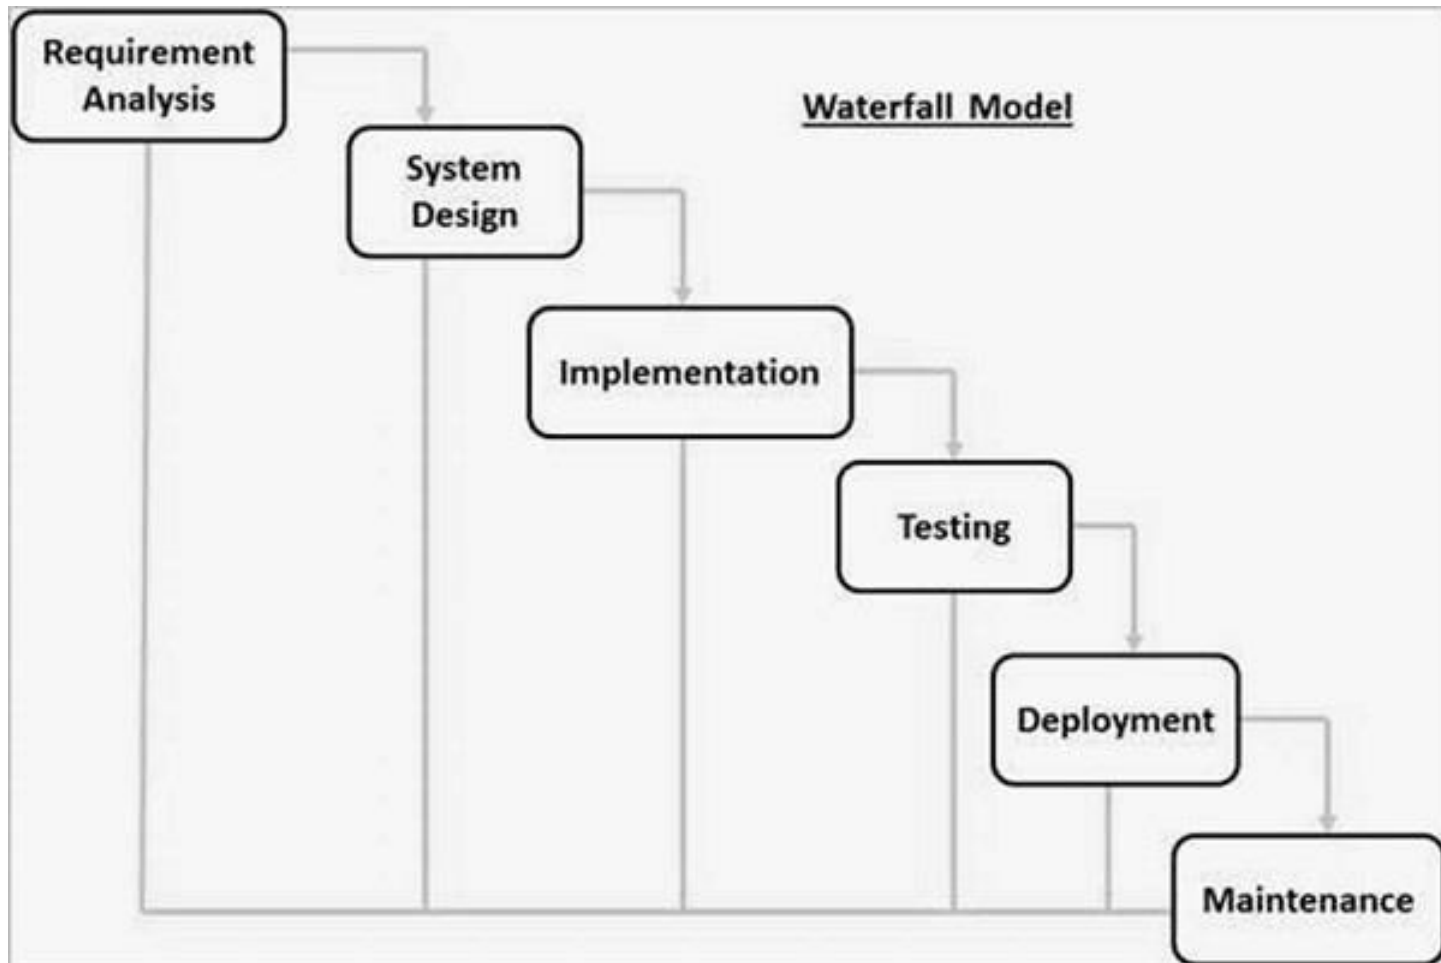 Requirement
Analysis
Waterfall Model
System
Design
Implementation
Testing
Deployment
Maintenance